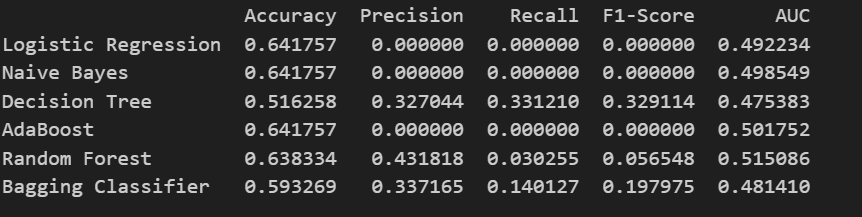 Accuracy Precision Recall F1-Score AUC
Logistic Regression 0.641757 0.000000 0.000000 0.000000 0.492234
Naive Bayes 0.641757 0.000000 0.000000 0.000000 0.498549
Decision Tree 0.516258 0.327044 0.331210 0.329114 0.475383
AdaBoost 0.641757 0.000000 0.000000 0.000000 0.501752
Random Forest 0.638334 0.431818 0.030255 0.056548 0.515086
Bagging Classifier 0.593269 0.337165 0.140127 0.197975 0.481410